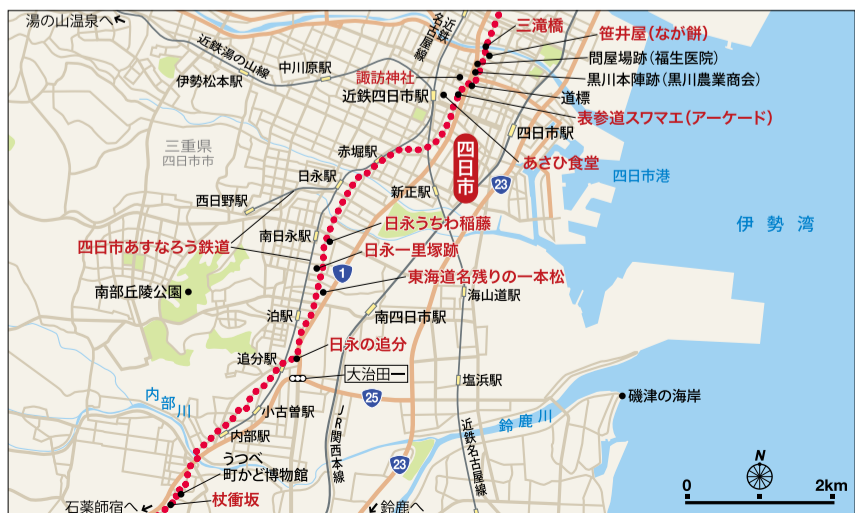 湯の山温泉へ
近鉄湯の山線
近鉄名古屋線
三滝橋
笹井屋(なが餅)
問屋場跡(福生医院)
黒川本陣跡(黒川農業商会)
道標
表参道スワマエ(アーケード)
中川原駅
伊勢松本駅
諏訪神社
近鉄四日市駅
四日市駅
あさひ食堂
三重県
四日市市
赤堀駅
四日市
23
四日市港
日永駅
新正駅
西日野駅
伊勢湾
日永うちわ稲藤
南日永駅
四日市あすなろう鉄道
日永一里塚跡
1
東海道名残りの一本松
南部丘陵公園
海山道駅
泊駅
南四日市駅
日永の追分
追分駅
大治田一
塩浜駅
25
磯津の海岸
内部川
小古曽駅
鈴鹿川
JR関西本線
近鉄名古屋線
内部駅
うつべ
町かど博物館
23
杖衝坂
石薬師宿へ
鈴鹿へ
N
0
2km